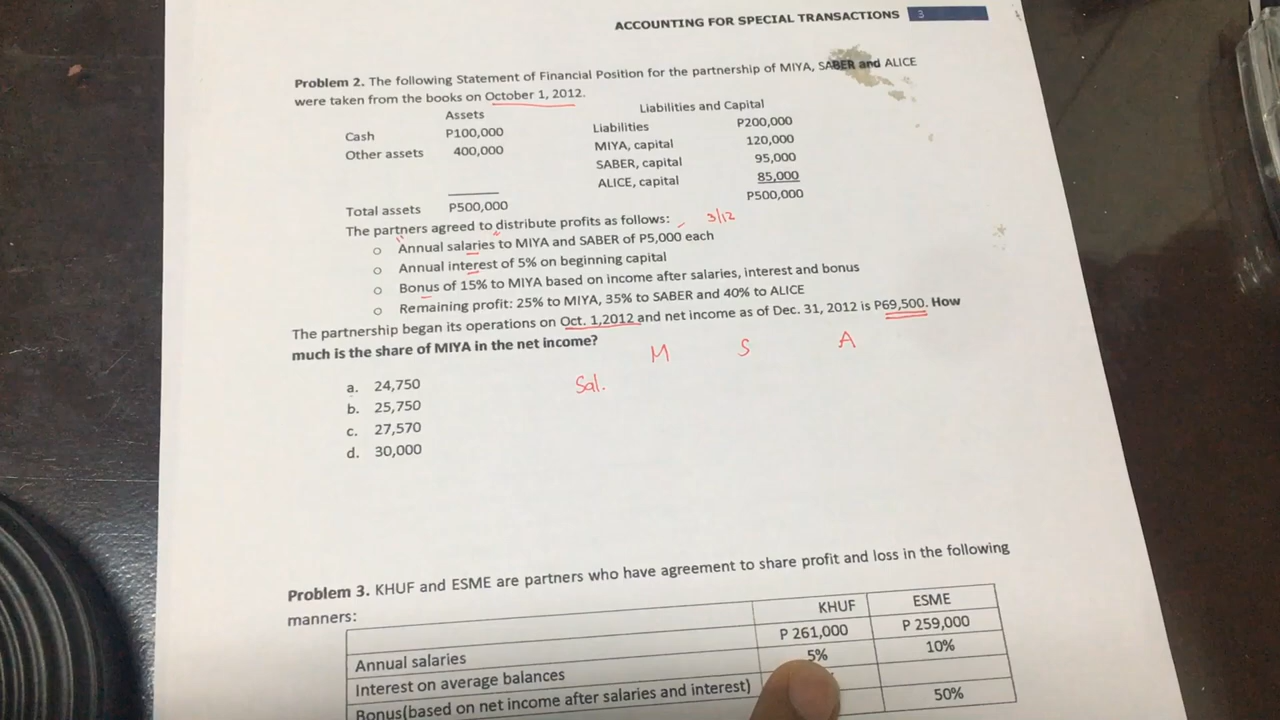 ACCOUNTING FOR SPECIAL TRANSACTIONS 3
Problem 2. The following Statement of Financial Position for the partnership of MIYA, SABER and ALICE
were taken from the books on October 1, 2012.
Assets Liabilities and Capital
Cash P100,000 Liabilities P200,000
Other assets 400,000 MIYA, capital 120,000
SABER, capital 95,000
ALICE, capital 85,000
Total assets P500,000 P500,000
The partners agreed to distribute profits as follows: 3/12
o Annual salaries to MIYA and SABER of P5,000 each
o Annual interest of 5% on beginning capital
o Bonus of 15% to MIYA based on income after salaries, interest and bonus
o Remaining profit: 25% to MIYA, 35% to SABER and 40% to ALICE
The partnership began its operations on Oct. 1,2012 and net income as of Dec. 31, 2012 is P69,500. How
much is the share of MIYA in the net income?
M S A
a. 24,750 Sal.
b. 25,750
c. 27,570
d. 30,000
Problem 3. KHUF and ESME are partners who have agreement to share profit and loss in the following
manners:
KHUF ESME
Annual salaries P 261,000 P 259,000
Interest on average balances 5% 10%
Bonus(based on net income after salaries and interest)
50%